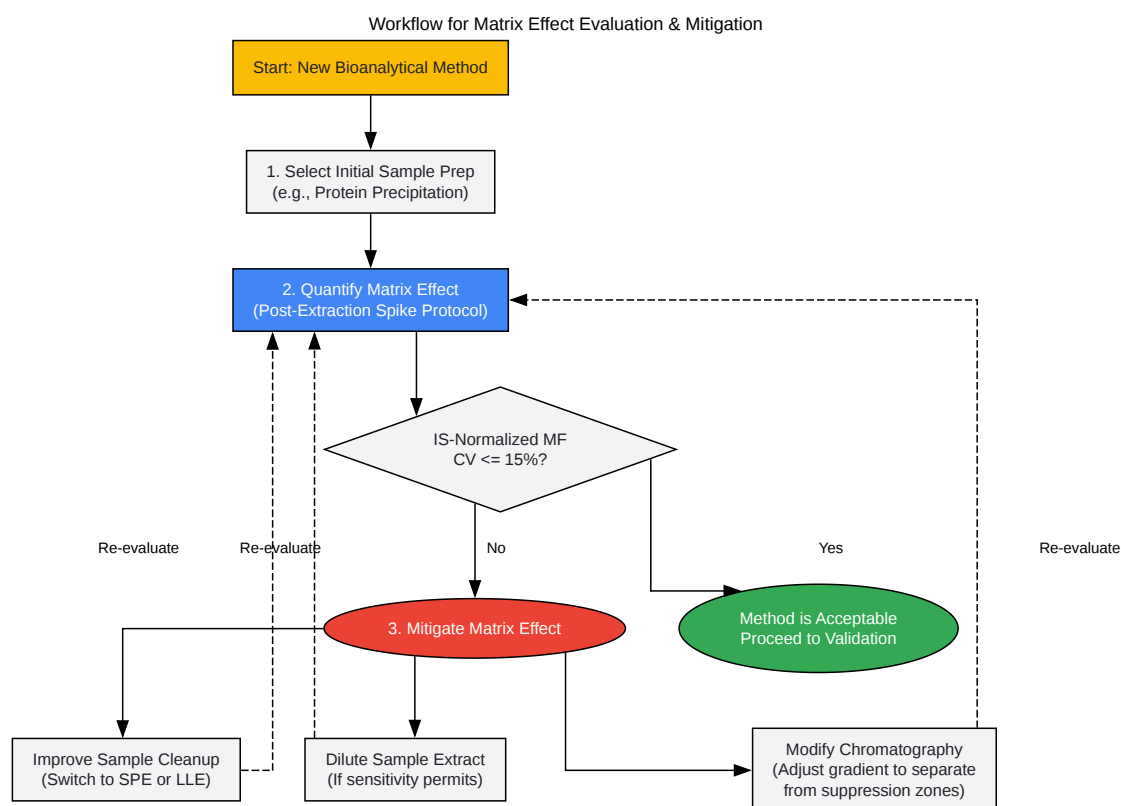 Workflow for Matrix Effect Evaluation & Mitigation
Start: New Bioanalytical Method
1. Select Initial Sample Prep
(e.g., Protein Precipitation)
2. Quantify Matrix Effect
(Post-Extraction Spike Protocol)
IS-Normalized MF
CV <= 15%?
Re-evaluate
Re-evaluate
No
Yes
Re-evaluate
3. Mitigate Matrix Effect
Method is Acceptable
Proceed to Validation
Improve Sample Cleanup
(Switch to SPE or LLE)
Dilute Sample Extract
(If sensitivity permits)
Modify Chromatography
(Adjust gradient to separate
from suppression zones)